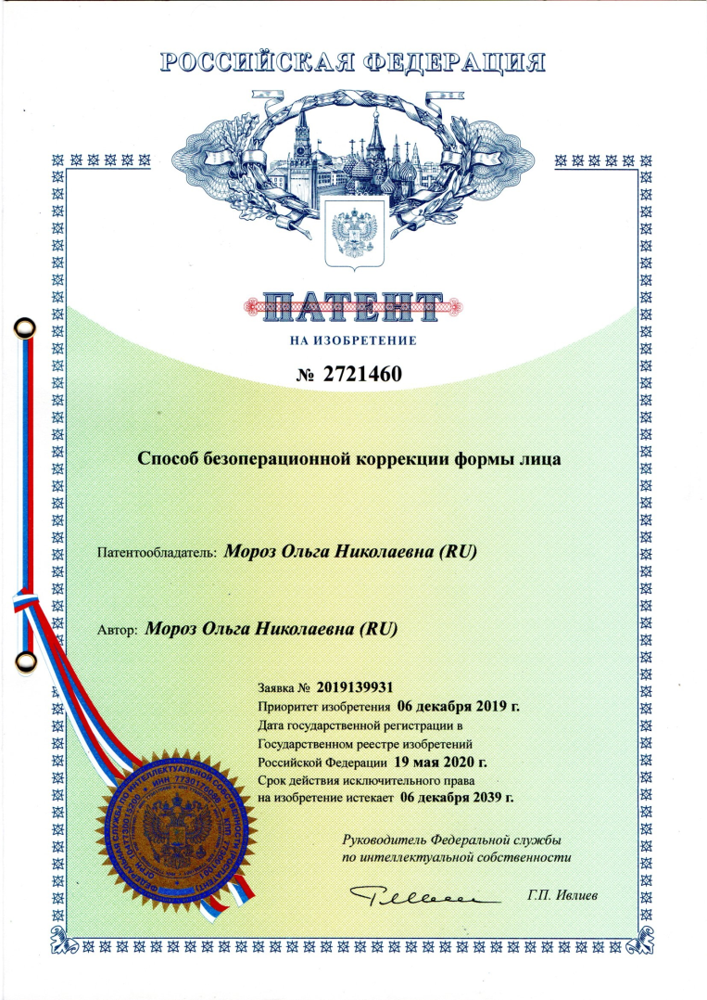 РОССИЙСКАЯ ФЕДЕРАЦИЯ
ПАТЕНТ
НА ИЗОБРЕТЕНИЕ
№ 2721460
Способ безоперационной коррекции формы лица
Патентообладатель: Мороз Ольга Николаевна (RU)
Автор: Мороз Ольга Николаевна (RU)
Заявка № 2019139931
Приоритет изобретения 06 декабря 2019 г.
Дата государственной регистрации в
Государственном реестре изобретений
Российской Федерации 19 мая 2020 г.
Срок действия исключительного права
на изобретение истекает 06 декабря 2039 г.
Руководитель Федеральной службы
по интеллектуальной собственности
Г.П. Ивлиев
ФЕДЕРАЛЬНАЯ СЛУЖБА ПО ИНТЕЛЛЕКТУАЛЬНОЙ СОБСТВЕННОСТИ (РОСПАТЕНТ)
ОГРН 1047730015200 * ИНН 7730176088 * КПП 773001001